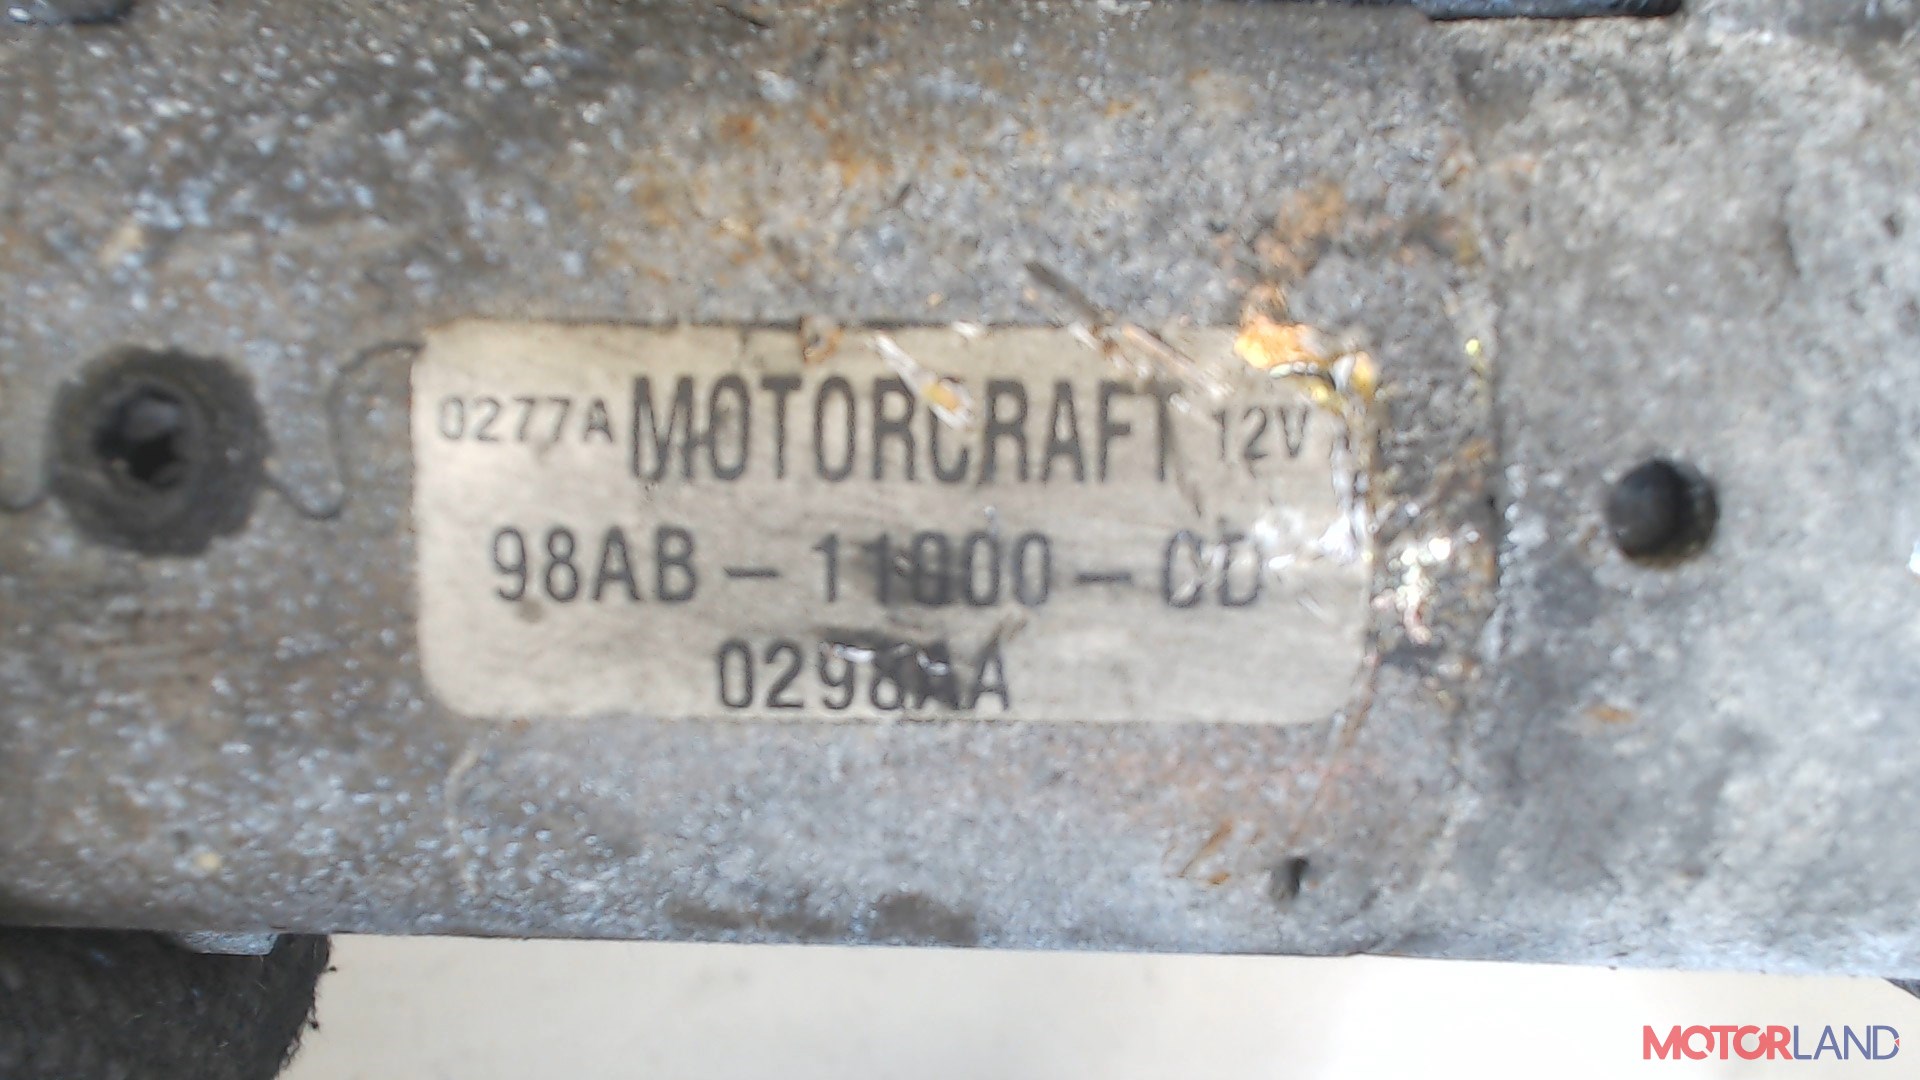 0277A MOTORCRAFT 12V
98AB-11000-CD
0298AA
MOTORLAND